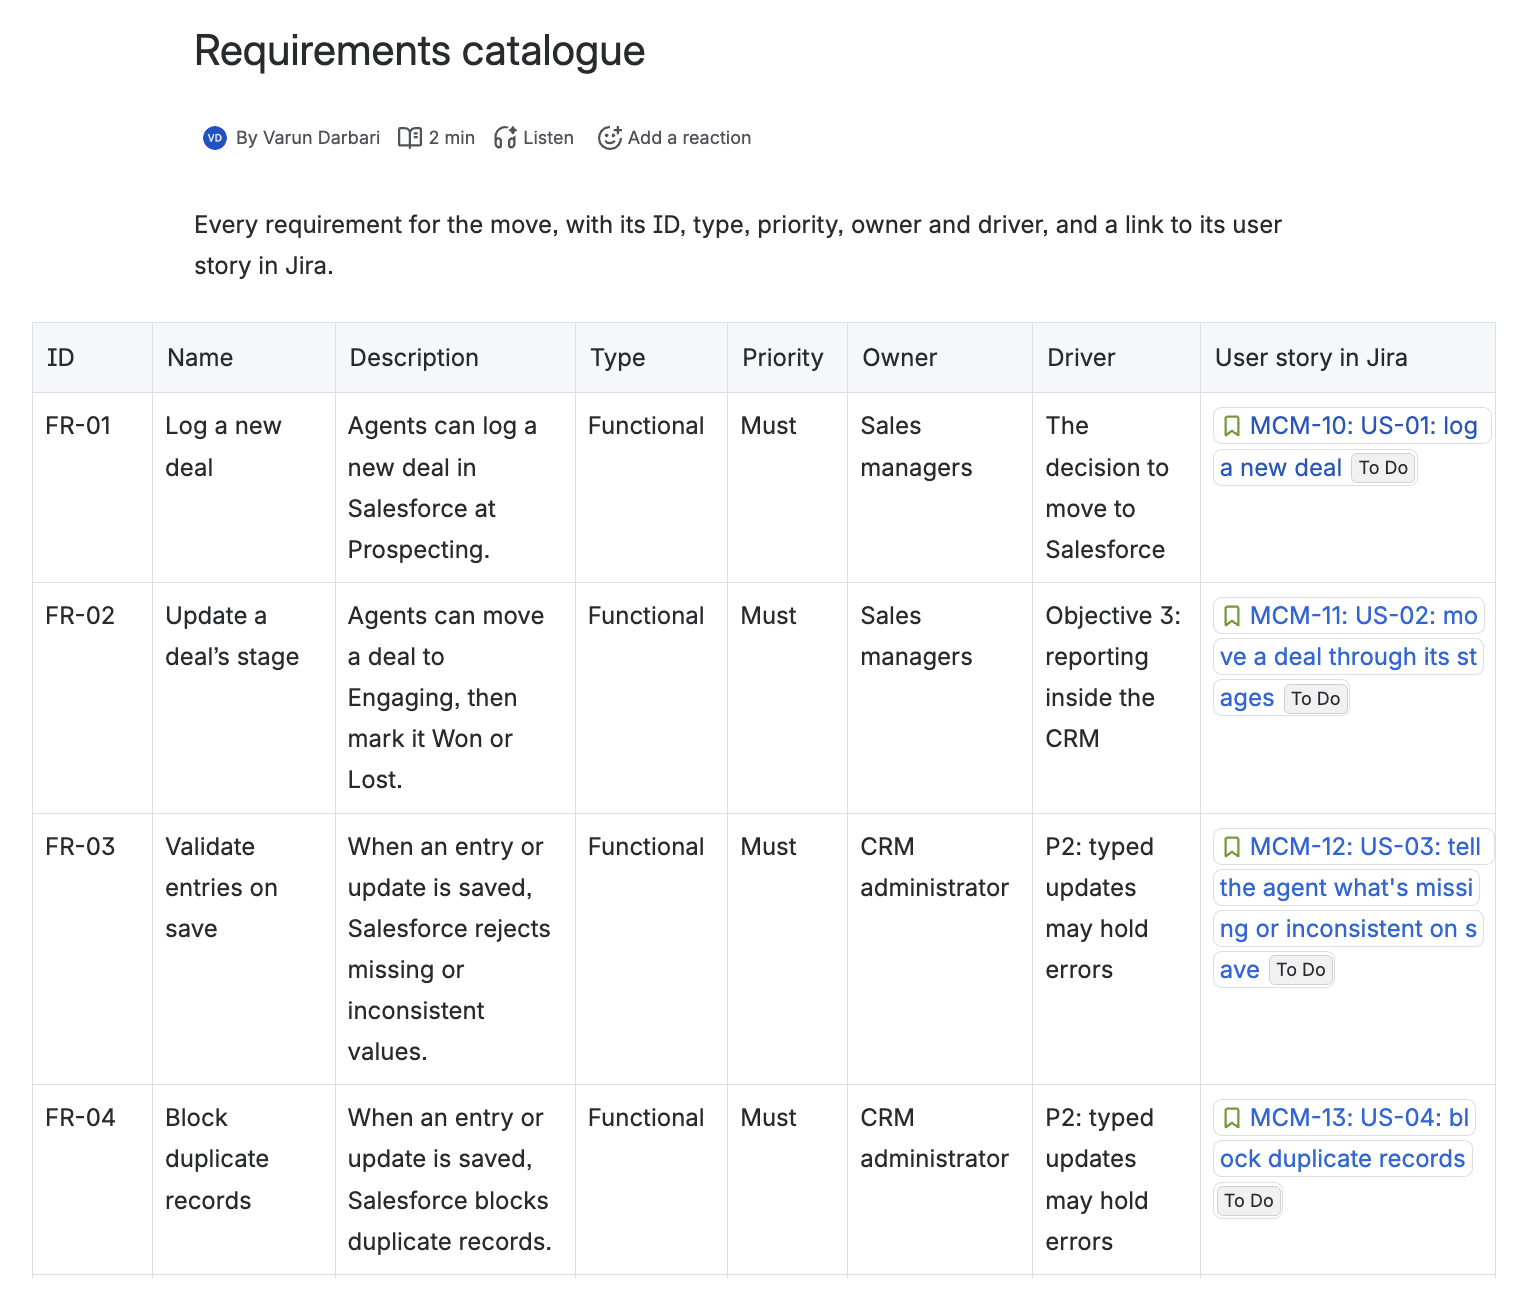 Requirements catalogue
VD By Varun Darbari 2 min Listen Add a reaction
Every requirement for the move, with its ID, type, priority, owner and driver, and a link to its user
story in Jira.
ID Name Description Type Priority Owner Driver User story in Jira
FR-01 Log a new Agents can log a Functional Must Sales The MCM-10: US-01: log
deal new deal in managers decision to a new deal To Do
Salesforce at move to
Prospecting. Salesforce
FR-02 Update a Agents can move Functional Must Sales Objective 3: MCM-11: US-02: mo
deal’s stage a deal to managers reporting ve a deal through its st
Engaging, then inside the ages To Do
mark it Won or CRM
Lost.
FR-03 Validate When an entry or Functional Must CRM P2: typed MCM-12: US-03: tell
entries on update is saved, administrator updates the agent what's missi
save Salesforce rejects may hold ng or inconsistent on s
missing or errors ave To Do
inconsistent
values.
FR-04 Block When an entry or Functional Must CRM P2: typed MCM-13: US-04: bl
duplicate update is saved, administrator updates ock duplicate records
records Salesforce blocks may hold To Do
duplicate records. errors